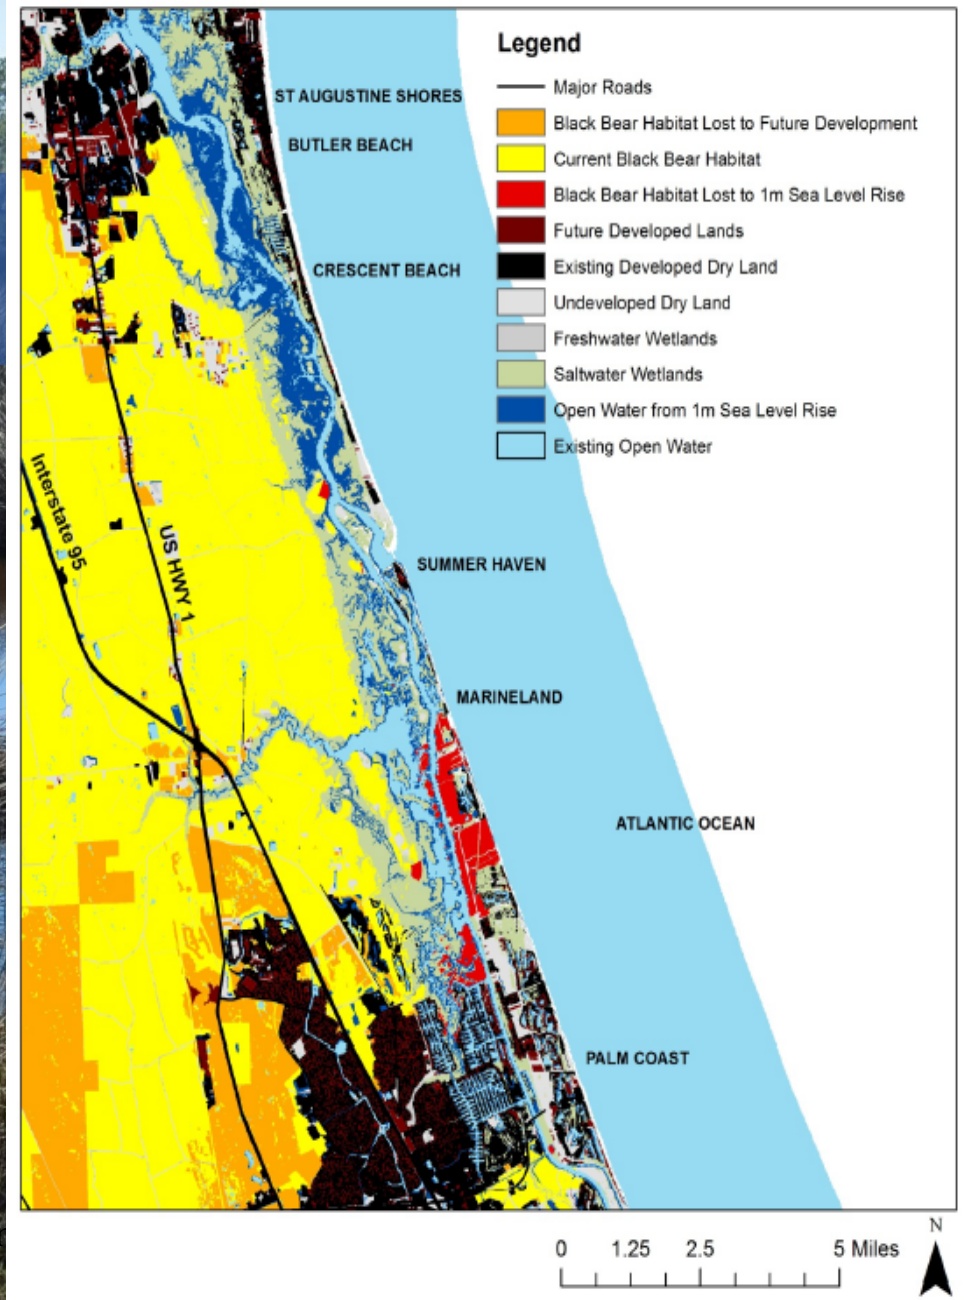 Legend
Major Roads
Black Bear Habitat Lost to Future Development
Current Black Bear Habitat
Black Bear Habitat Lost to 1m Sea Level Rise
Future Developed Lands
Existing Developed Dry Land
Undeveloped Dry Land
Freshwater Wetlands
Saltwater Wetlands
Open Water from 1m Sea Level Rise
Existing Open Water
ST AUGUSTINE SHORES
BUTLER BEACH
CRESCENT BEACH
Interstate 95
US HWY 1
SUMMER HAVEN
MARINELAND
ATLANTIC OCEAN
PALM COAST
N
0 1.25 2.5 5 Miles